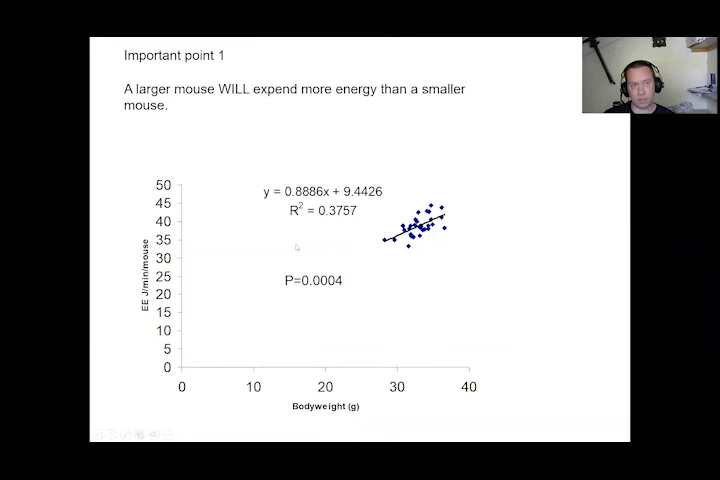 Important point 1
A larger mouse WILL expend more energy than a smaller
mouse.
y = 0.8886x + 9.4426
R² = 0.3757
P=0.0004
EE J/min/mouse
50
45
40
35
30
25
20
15
10
5
0
0 10 20 30 40
Bodyweight (g)